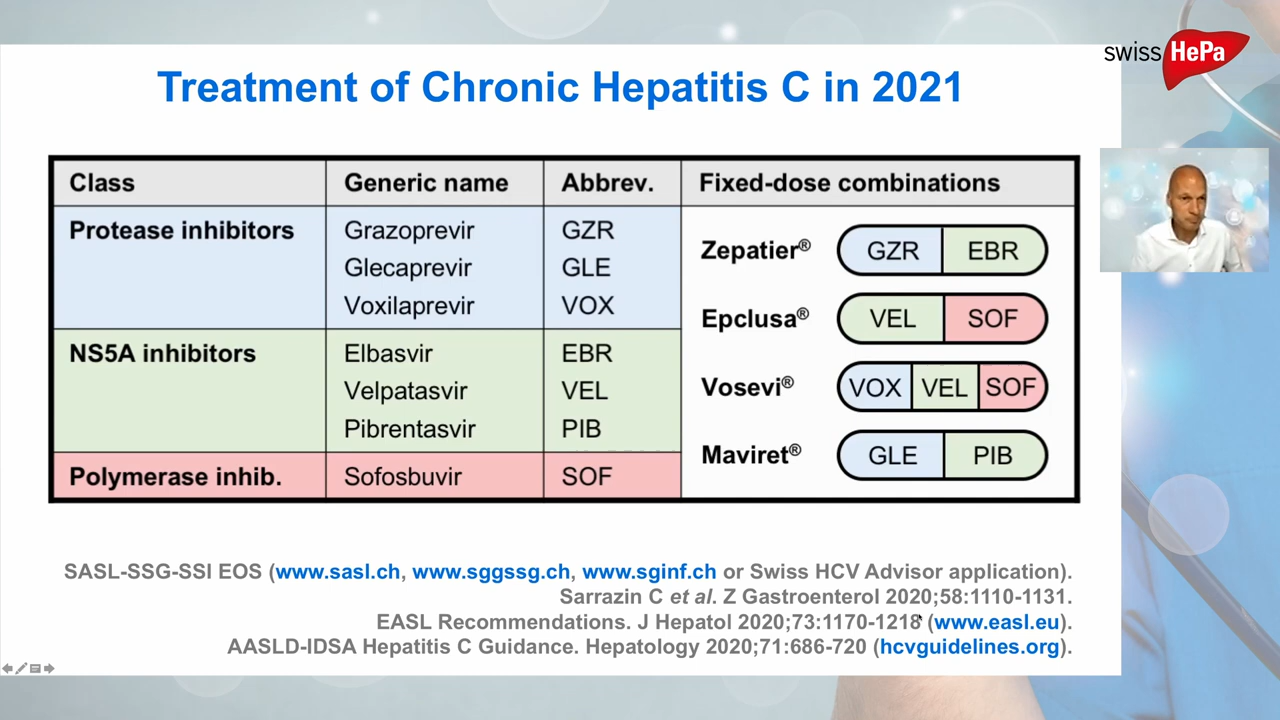 swiss HePa
Treatment of Chronic Hepatitis C in 2021
Class Generic name Abbrev. Fixed-dose combinations
Protease inhibitors Grazoprevir GZR
Glecaprevir GLE
Voxilaprevir VOX
NS5A inhibitors Elbasvir EBR
Velpatasvir VEL
Pibrentasvir PIB
Polymerase inhib. Sofosbuvir SOF
Zepatier® GZR EBR
Epclusa® VEL SOF
Vosevi® VOX VEL SOF
Maviret® GLE PIB
SASL-SSG-SSI EOS (www.sasl.ch, www.sggssg.ch, www.sginf.ch or Swiss HCV Advisor application).
Sarrazin C et al. Z Gastroenterol 2020;58:1110-1131.
EASL Recommendations. J Hepatol 2020;73:1170-1218 (www.easl.eu).
AASLD-IDSA Hepatitis C Guidance. Hepatology 2020;71:686-720 (hcvguidelines.org).